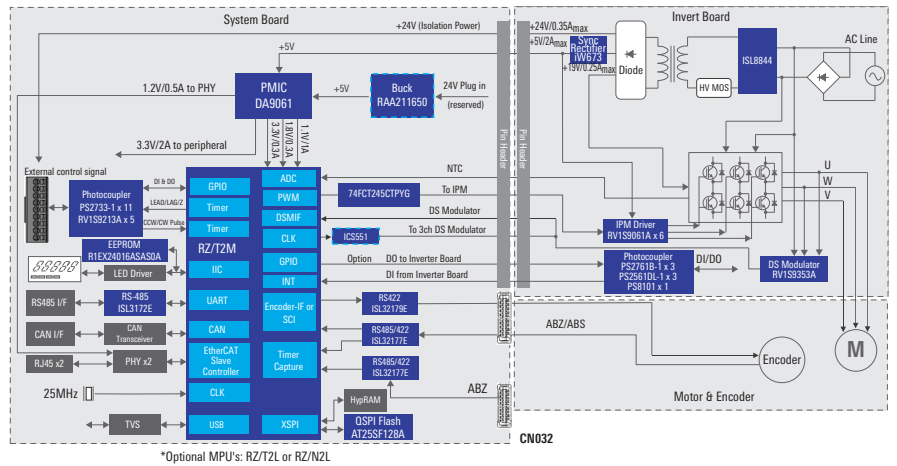 System Board
Invert Board
+24V (Isolation Power)
+24V/0.35Amax
AC Line
+5V
+5V/2Amax
Sync
Rectifier
iW673
+19V/0.25Amax
Diode
ISL8844
HV MOS
1.2V/0.5A to PHY
PMIC
DA9061
+5V
Buck
RAA211650
24V Plug in
(reserved)
3.3V/0.3A
1.8V/0.3A
1.1V/1A
3.3V/2A to peripheral
Pin Header
Pin Header
External control signal
Photocoupler
PS2733-1 x 11
RV1S9213A x 5
DI & DO
LEAD/LAG/Z
CCW/CW Pulse
GPIO
Timer
Timer
RZ/T2M
IIC
UART
CAN
EtherCAT
Slave
Controller
CLK
USB
ADC
PWM
DSMIF
CLK
GPIO
INT
Encoder-IF or
SCI
Timer
Capture
XSPI
NTC
74FCT245CTPYG
To IPM
DS Modulator
ICS551
To 3ch DS Modulator
Option
DO to Inverter Board
DI from Inverter Board
IPM Driver
RV1S9061A x 6
U
W
V
Photocoupler
PS2761B-1 x 3
PS2561DL-1 x 3
PS8101 x 1
DI/DO
DS Modulator
RV1S9353A
EEPROM
R1EX24016ASAS0A
88888
LED Driver
RS485 I/F
RS-485
ISL3172E
CAN I/F
CAN
Transceiver
RJ45 x2
PHY x2
25MHz
TVS
RS422
ISL32179E
RS485/422
ISL32177E
RS485/422
ISL32177E
ABZ
HypRAM
QSPI Flash
AT25SF128A
ABZ/ABS
Encoder
M
Motor & Encoder
CN032
*Optional MPU's: RZ/T2L or RZ/N2L